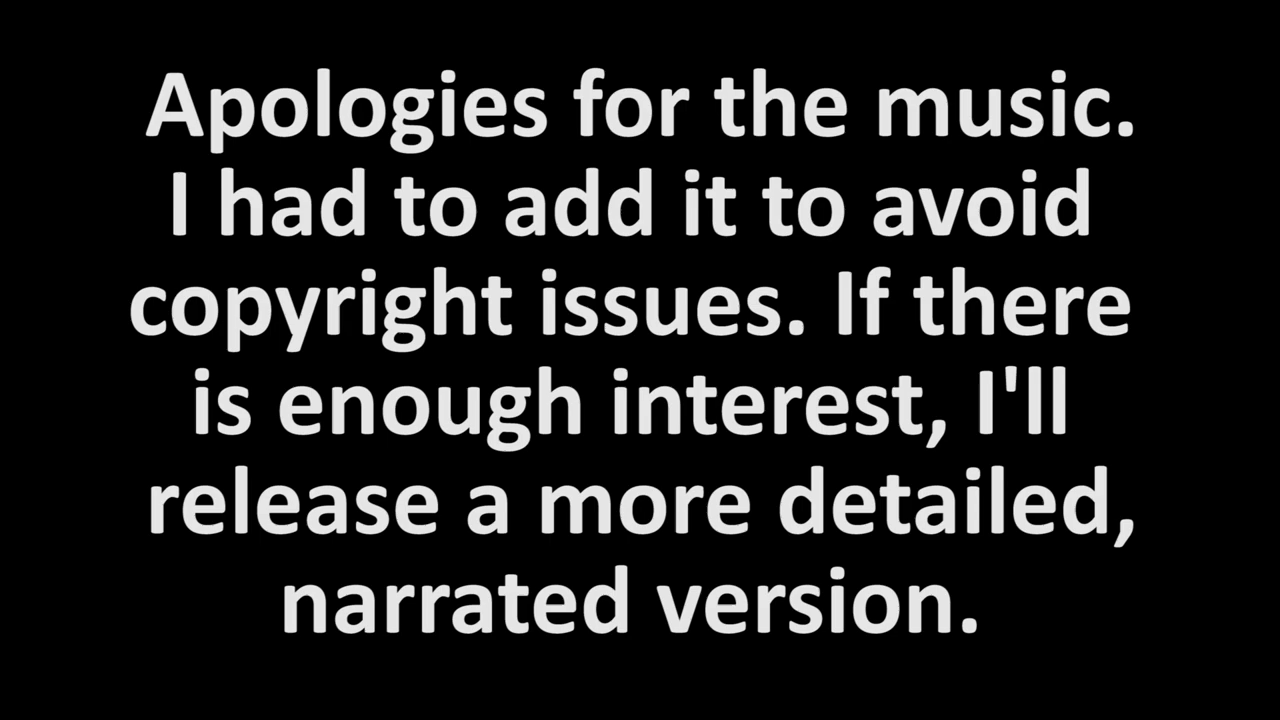 Apologies for the music.
I had to add it to avoid
copyright issues. If there
is enough interest, I'll
release a more detailed,
narrated version.